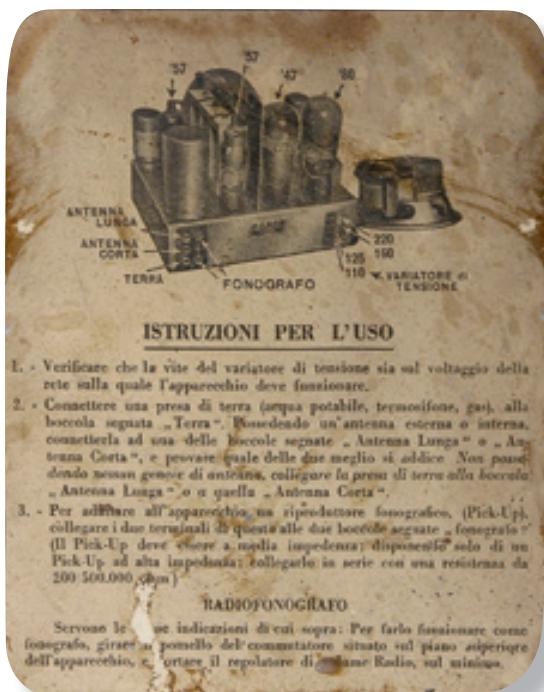 '57
'57
'47
'80
ANTENNA
LUNGA
ANTENNA
CORTA
TERRA
FONOGRAFO
220
160
125
110
VARIATORE di
TENSIONE
ISTRUZIONI PER L'USO
1. - Verificare che la vite del variatore di tensione sia sul voltaggio della
rete sulla quale l'apparecchio deve funzionare.
2. - Connettere una presa di terra (acqua potabile, termosifone, gas), alla
boccola segnata „Terra“. Possedendo un'antenna esterna o interna,
connetterla ad una delle boccole segnate „Antenna Lunga“ o „An-
tenna Corta“, e provare quale delle due meglio si addice Non posse-
dendo nessun genere di antenna, collegare la presa di terra alla boccola
„Antenna Lunga“ o a quella „Antenna Corta“.
3. - Per adattare all'apparecchio un riproduttore fonografico, (Pick-Up),
collegare i due terminali di questo alle due boccole segnate „fonografo“
(Il Pick-Up deve essere a media impedenza; disponendo solo di un
Pick-Up ad alta impedenza; collegarlo in serie con una resistenza da
200 500.000
RADIOFONOGRAFO
Servono le indicazioni di cui sopra: Per farlo funzionare come
fonografo, girare il pomello del commutatore situato sul piano superiore
dell'apparecchio, e il regolatore di Radio, sul minimo.